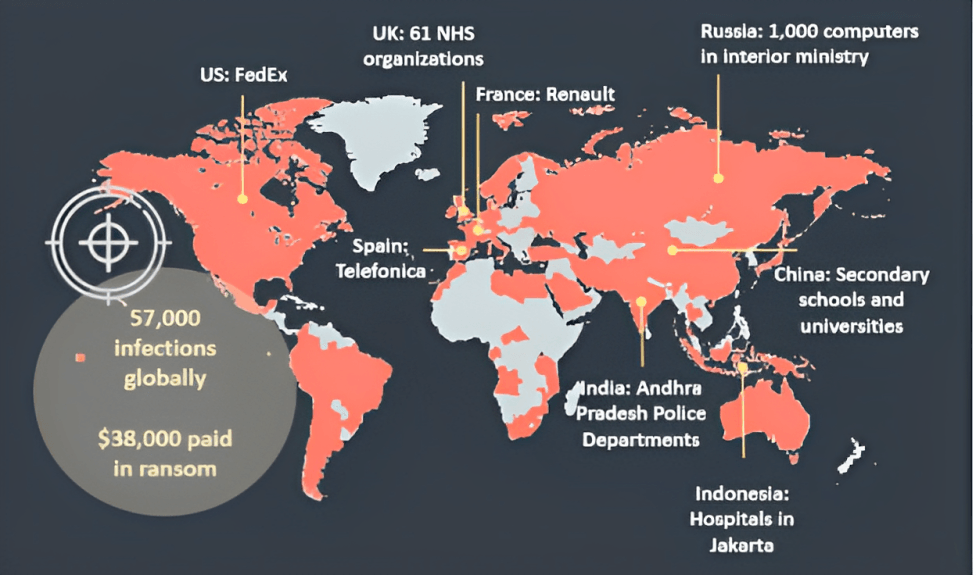 UK: 61 NHS
organizations
Russia: 1,000 computers
in interior ministry
US: FedEx
France: Renault
Spain:
Telefonica
China: Secondary
schools and
universities
57,000
infections
globally
$38,000 paid
in ransom
India: Andhra
Pradesh Police
Departments
Indonesia:
Hospitals in
Jakarta